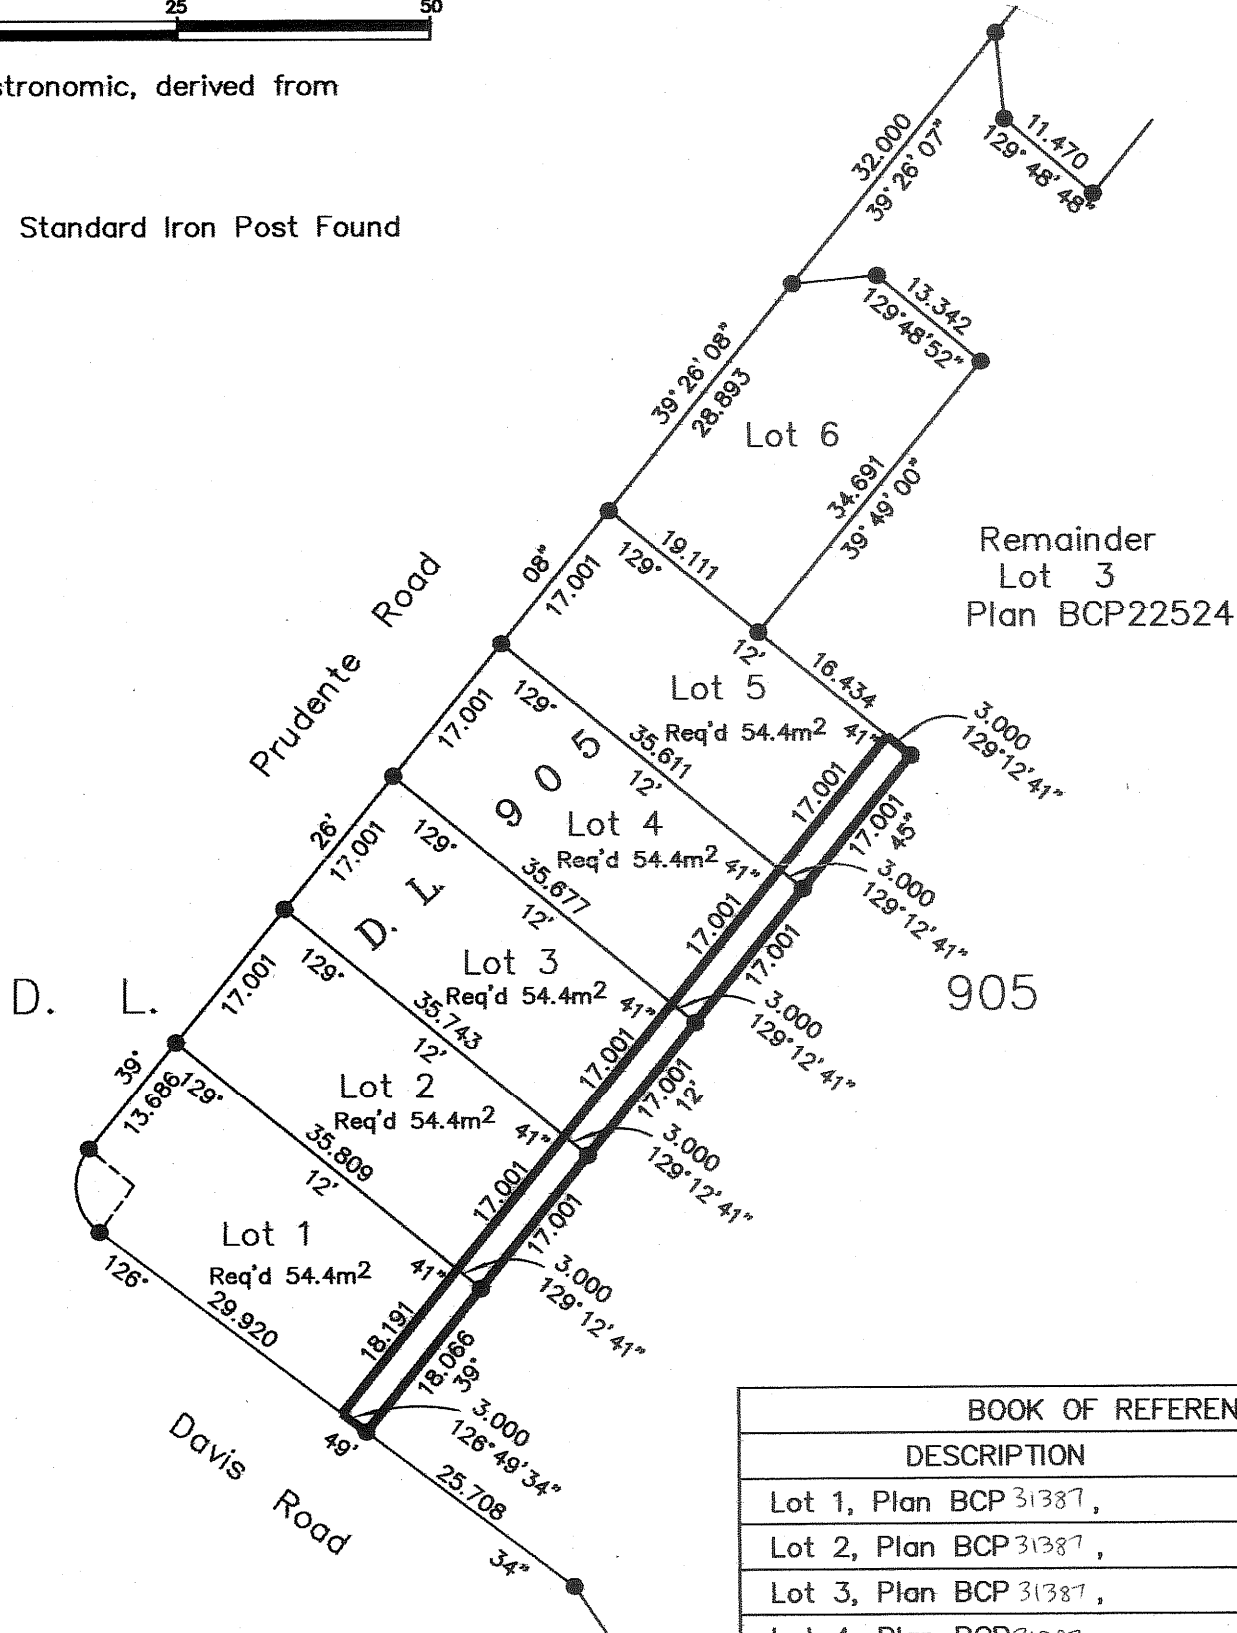 25 50
stronomic, derived from
Standard Iron Post Found
32.000
39° 26' 07"
11.470
129° 48' 48"
13.342
129°48'52"
39° 26' 08"
28.893
Lot 6
34.691
39° 49' 00"
Remainder
Lot 3
Plan BCP22524
Prudente Road
08"
17.001
129°
19.111
12'
16.434
41"
3.000
129°12'41"
Lot 5
Req'd 54.4m2
17.001
17.001
45"
17.001
129°
35.611
12'
41"
3.000
129°12'41"
D. L. 905
Lot 4
Req'd 54.4m2
17.001
17.001
26'
17.001
129°
35.677
12'
41"
3.000
129°12'41"
Lot 3
Req'd 54.4m2
17.001
17.001
12'
D. L. 905
17.001
129°
35.743
12'
41"
3.000
129°12'41"
Lot 2
Req'd 54.4m2
17.001
17.001
39°
13.686
129°
35.809
12'
41"
3.000
129°12'41"
Lot 1
Req'd 54.4m2
18.191
18.066
39°
126°
29.920
49'
3.000
126°49'34"
25.708
34"
Davis Road
BOOK OF REFEREN
DESCRIPTION
Lot 1, Plan BCP 31387,
Lot 2, Plan BCP 31387,
Lot 3, Plan BCP 31387,
Lot 4, Plan BCP 31387